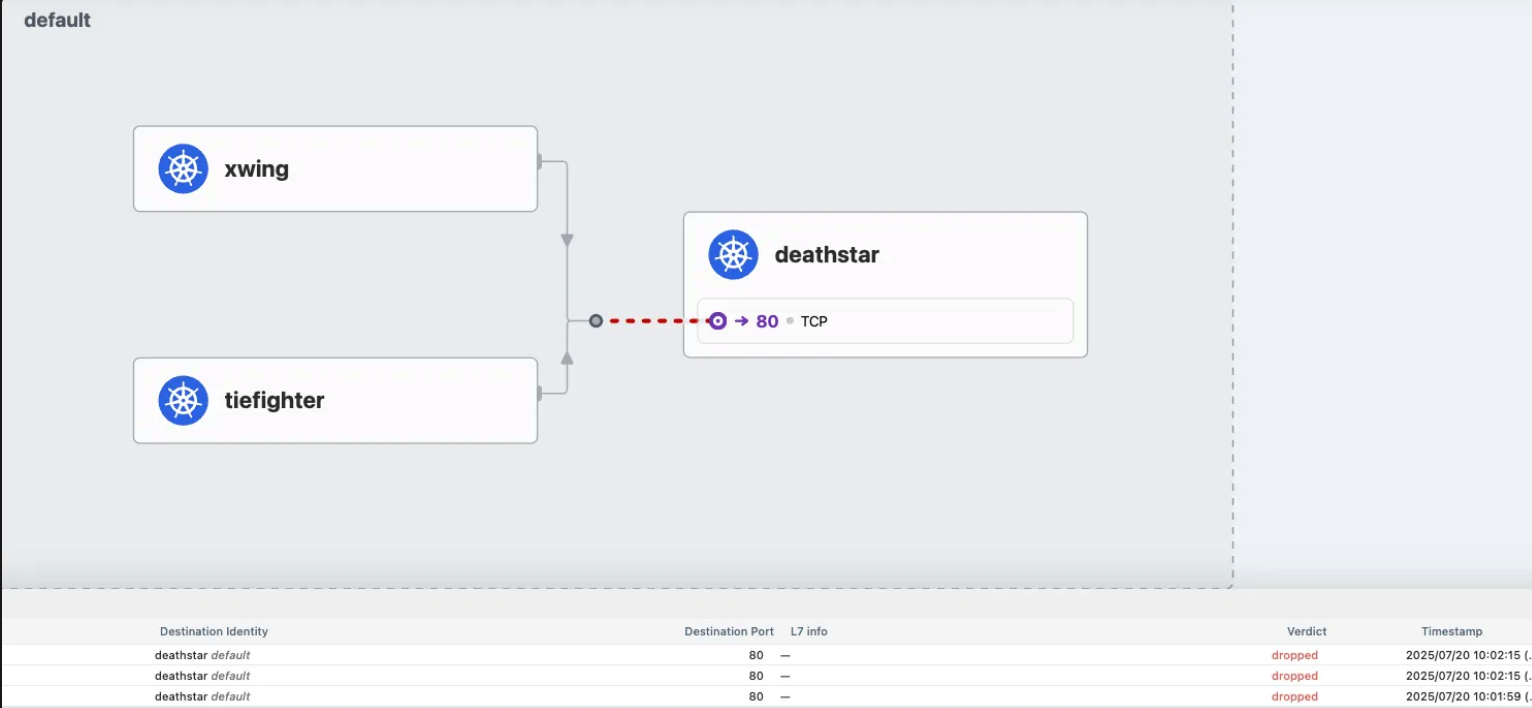 default
xwing
deathstar
80 TCP
tiefighter
Destination Identity Destination Port L7 info Verdict Timestamp
deathstar default 80 — dropped 2025/07/20 10:02:15 (.
deathstar default 80 — dropped 2025/07/20 10:02:15 (.
deathstar default 80 — dropped 2025/07/20 10:01:59 (.